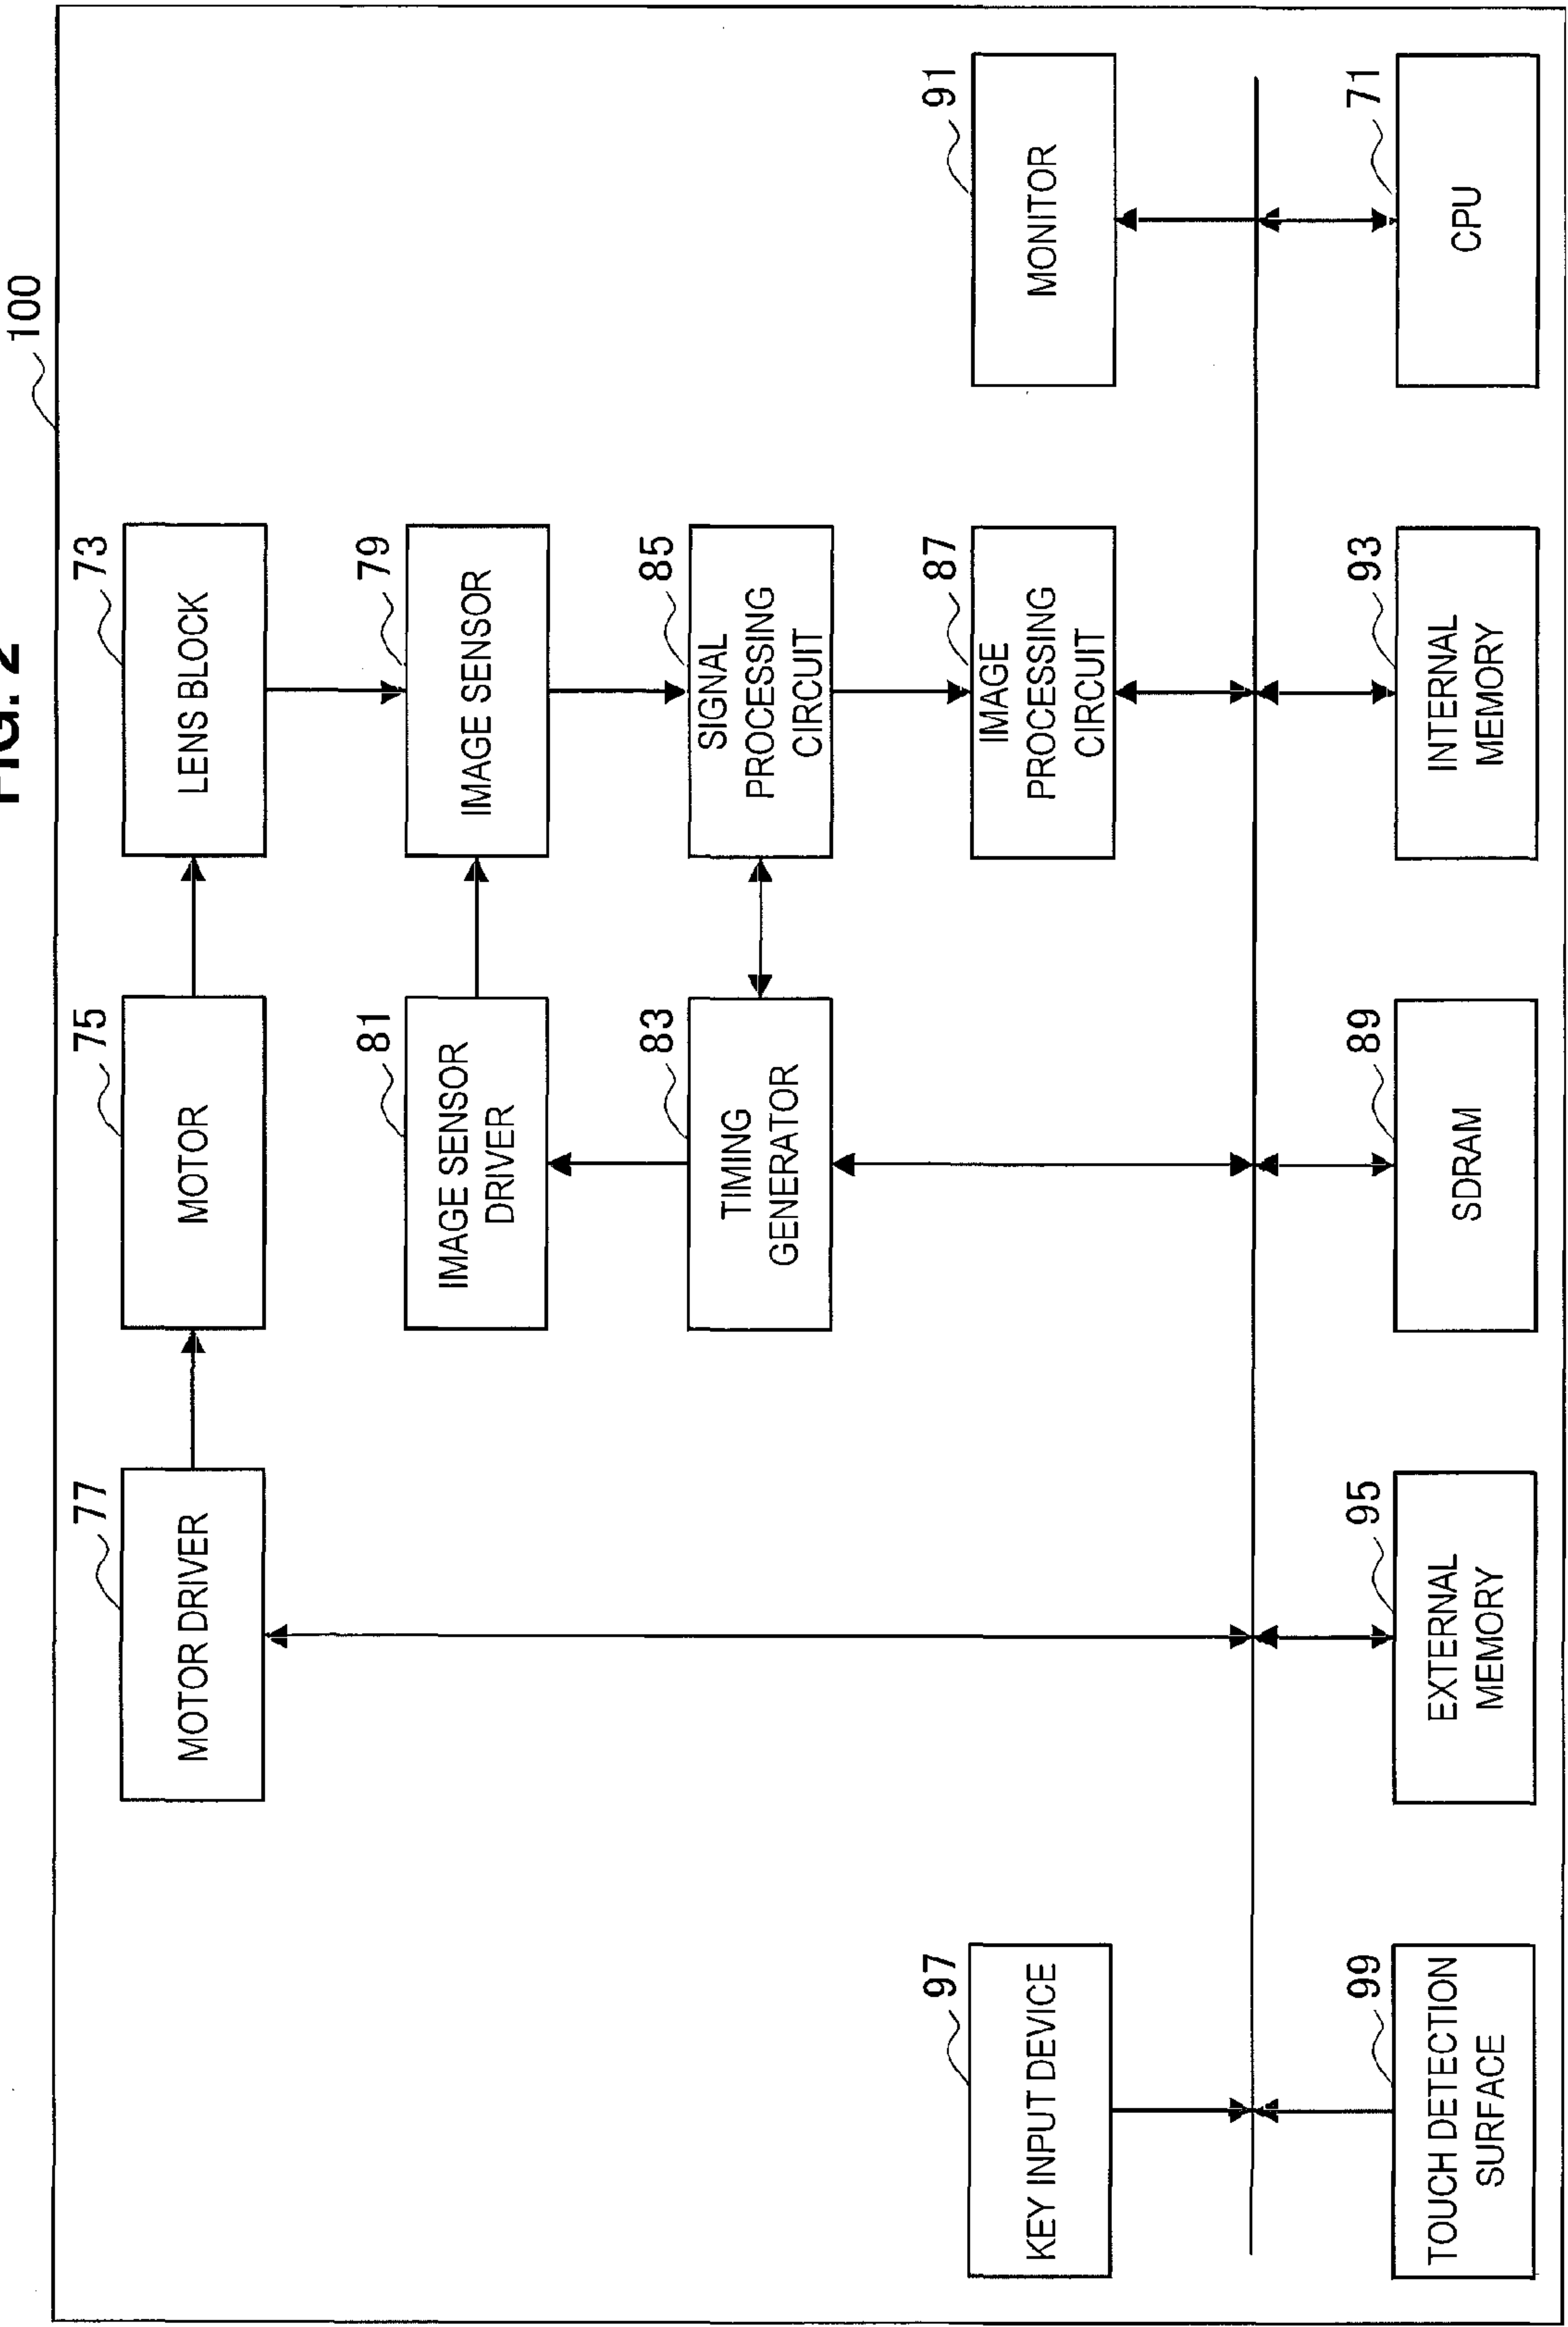 FIG. 2
100
77
MOTOR DRIVER
75
MOTOR
73
LENS BLOCK
81
IMAGE SENSOR
DRIVER
79
IMAGE SENSOR
83
TIMING
GENERATOR
85
SIGNAL
PROCESSING
CIRCUIT
97
KEY INPUT DEVICE
87
IMAGE
PROCESSING
CIRCUIT
91
MONITOR
99
TOUCH DETECTION
SURFACE
95
EXTERNAL
MEMORY
89
SDRAM
93
INTERNAL
MEMORY
71
CPU